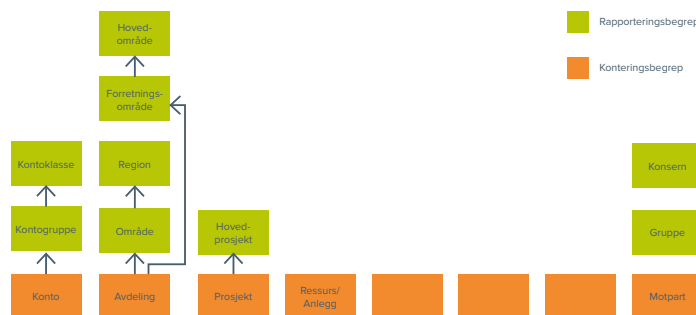 Hoved-
område
Rapporteringsbegrep
Konteringsbegrep
Forretnings-
område
Kontoklasse
Region
Konsern
Kontogruppe
Område
Hoved-
prosjekt
Gruppe
Konto
Avdeling
Prosjekt
Ressurs/
Anlegg
Motpart